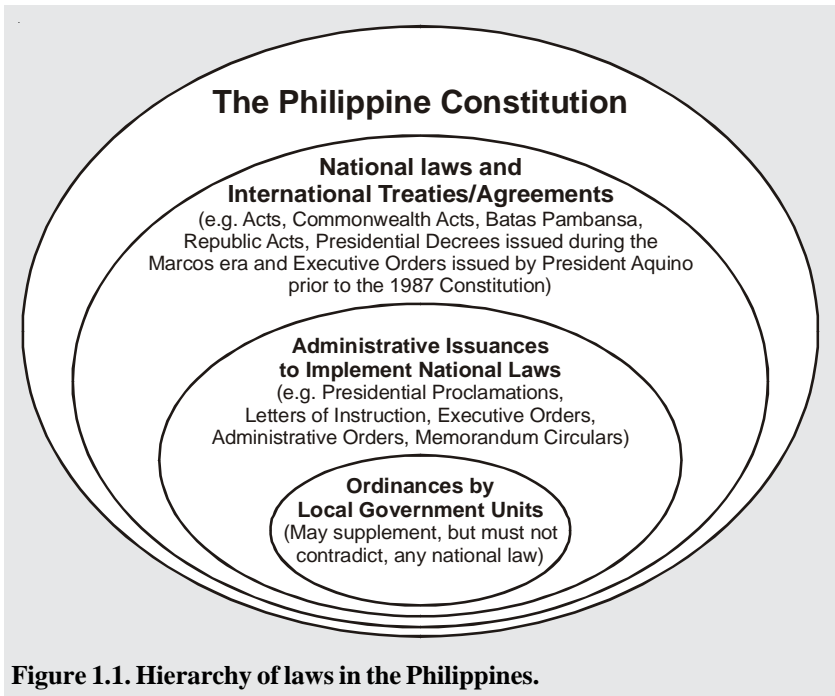 The Philippine Constitution
National laws and
International Treaties/Agreements
(e.g. Acts, Commonwealth Acts, Batas Pambansa,
Republic Acts, Presidential Decrees issued during the
Marcos era and Executive Orders issued by President Aquino
prior to the 1987 Constitution)
Administrative Issuances
to Implement National Laws
(e.g. Presidential Proclamations,
Letters of Instruction, Executive Orders,
Administrative Orders, Memorandum Circulars)
Ordinances by
Local Government Units
(May supplement, but must not
contradict, any national law)
Figure 1.1. Hierarchy of laws in the Philippines.